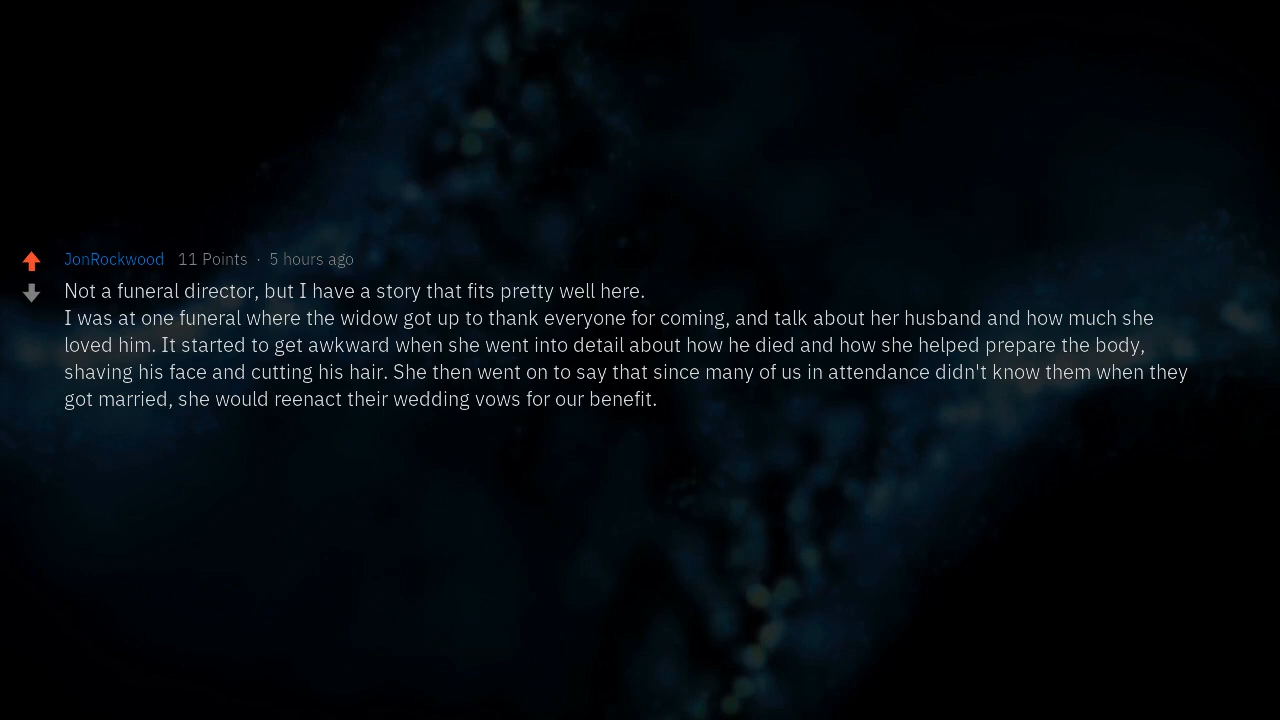 JonRockwood 11 Points · 5 hours ago
Not a funeral director, but I have a story that fits pretty well here.
I was at one funeral where the widow got up to thank everyone for coming, and talk about her husband and how much she
loved him. It started to get awkward when she went into detail about how he died and how she helped prepare the body,
shaving his face and cutting his hair. She then went on to say that since many of us in attendance didn't know them when they
got married, she would reenact their wedding vows for our benefit.